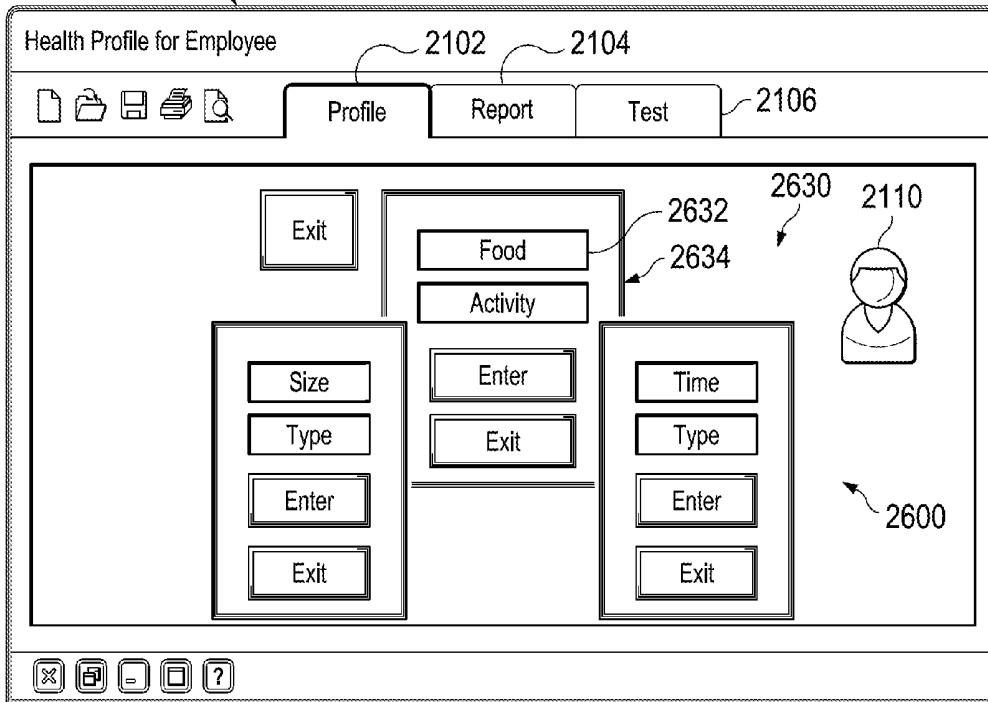 Health Profile for Employee
2102
2104
Profile
Report
Test
2106
Exit
Food
Activity
Enter
Exit
2632
2634
2630
2110
Size
Type
Enter
Exit
Time
Type
Enter
Exit
2600
?